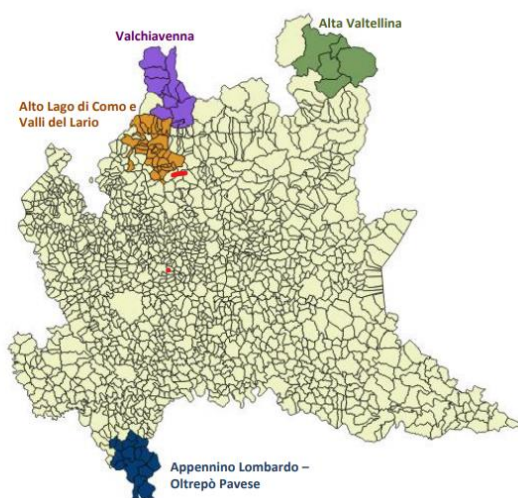 Valchiavenna
Alta Valtellina
Alto Lago di Como e
Valli del Lario
Appennino Lombardo –
Oltrepò Pavese